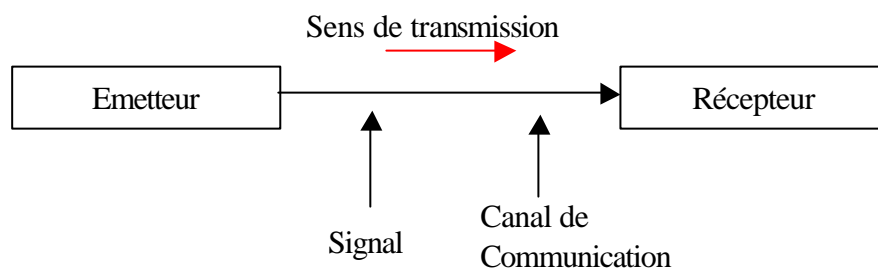 Sens de transmission
Emetteur
Récepteur
Signal
Canal de
Communication